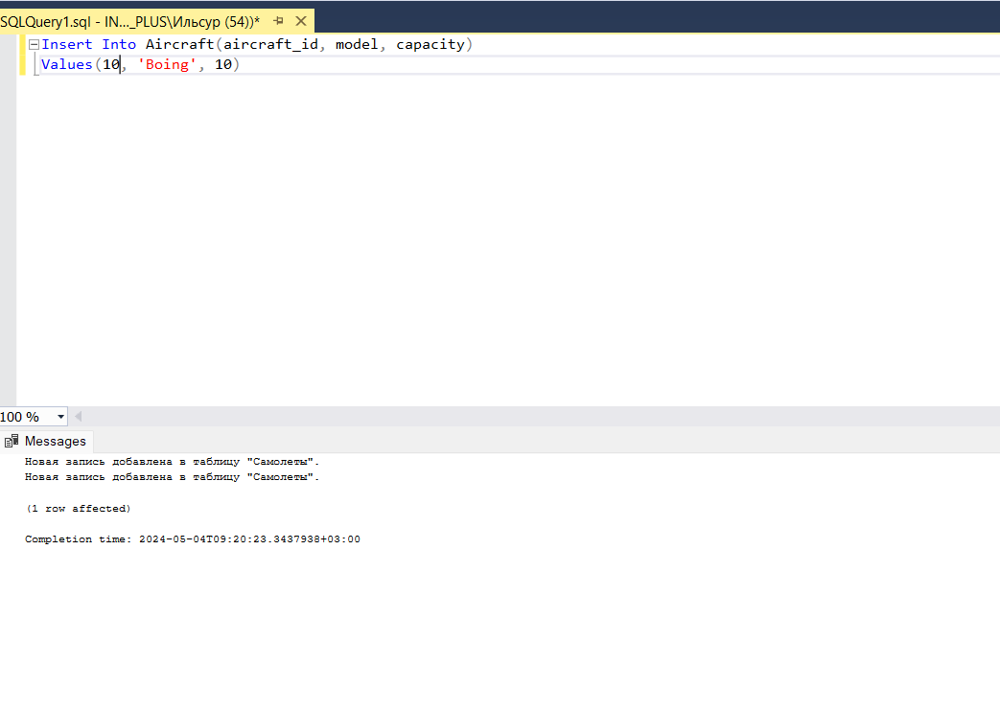 SQLQuery1.sql - IN..._PLUS\Ильсур (54))*
Insert Into Aircraft(aircraft_id, model, capacity)
Values(10, 'Boing', 10)
100 %
Messages
Новая запись добавлена в таблицу "Самолеты".
Новая запись добавлена в таблицу "Самолеты".
(1 row affected)
Completion time: 2024-05-04T09:20:23.3437938+03:00